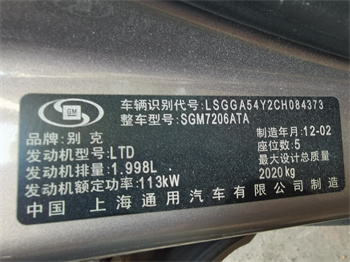 GM
车辆识别代号:LSGGA54Y2CH084373
整车型号:SGM7206ATA
品牌:别克
制造年月:12-02
发动机型号:LTD
座位数:5
发动机排量:1.998L
最大设计总质量
2020kg
发动机额定功率:113kW
中国 上海通用汽车有限公司制造